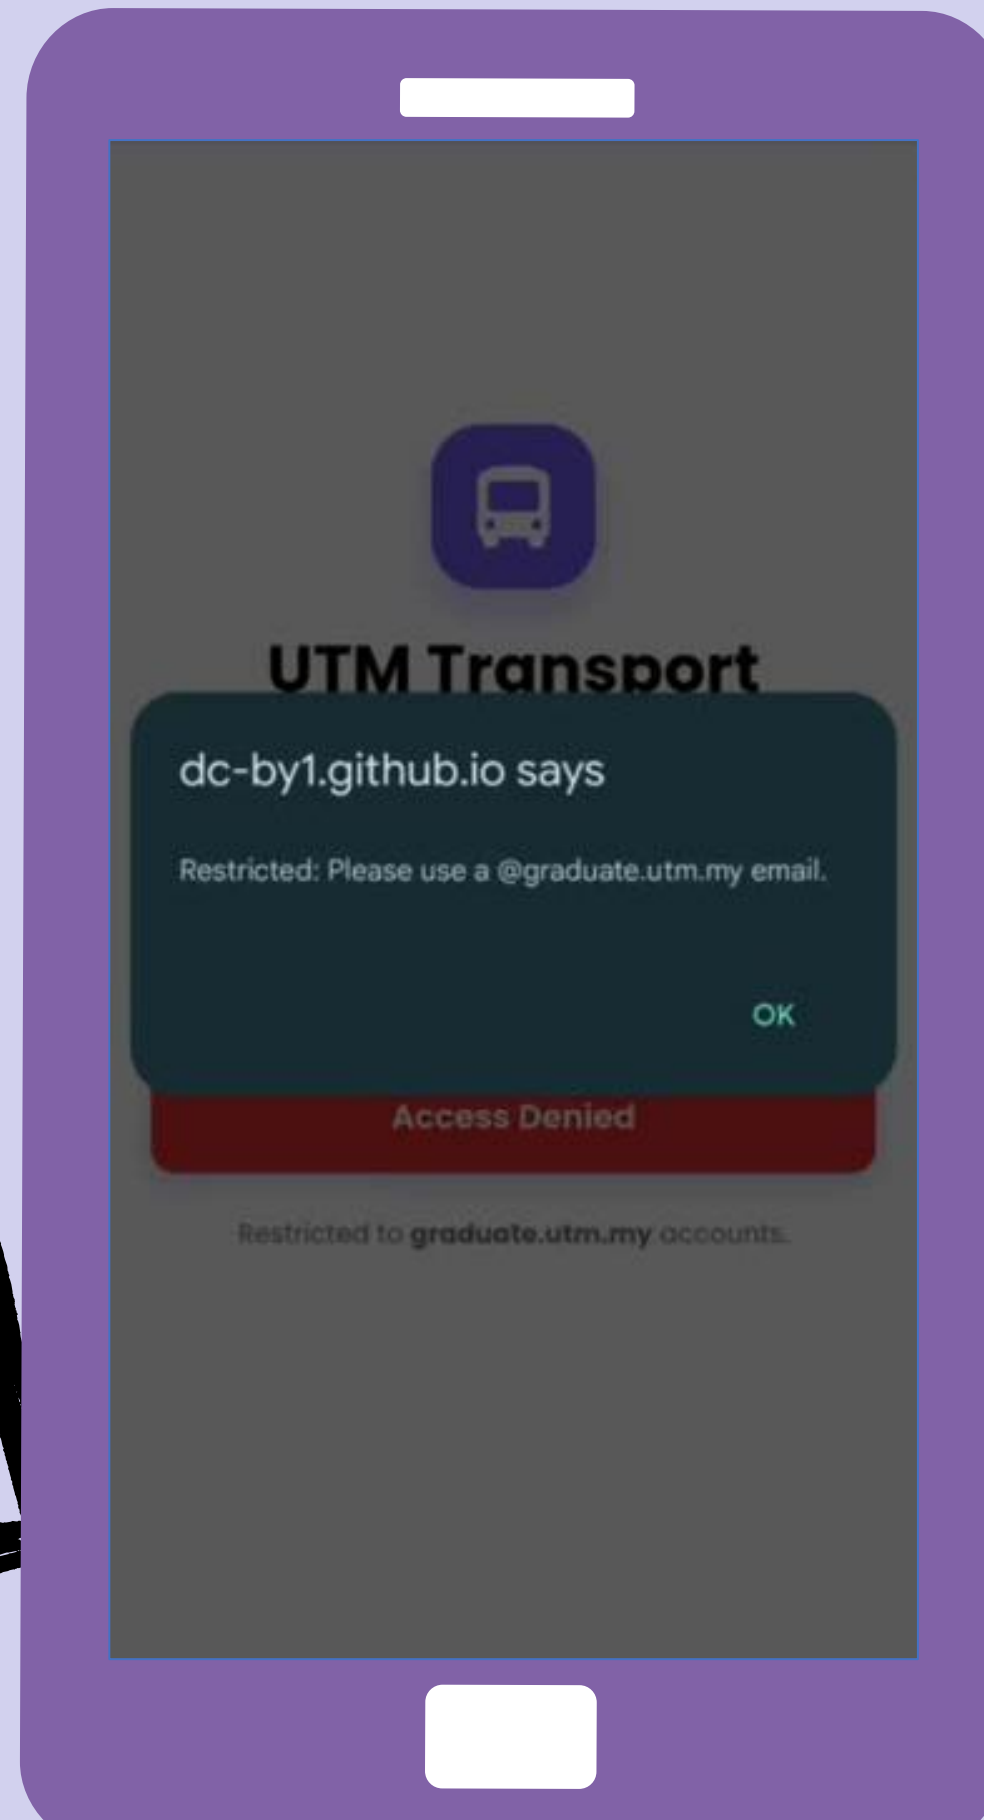 UTM Transport
dc-by1.github.io says
Restricted: Please use a @graduate.utm.my email.
OK
Access Denied
Restricted to graduate.utm.my accounts.